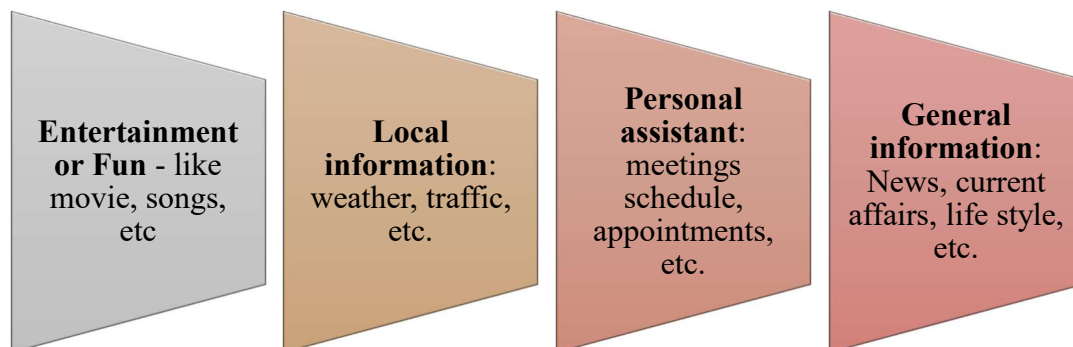 Entertainment
or Fun - like
movie, songs,
etc
Local
information:
weather, traffic,
etc.
Personal
assistant:
meetings
schedule,
appointments,
etc.
General
information:
News, current
affairs, life style,
etc.